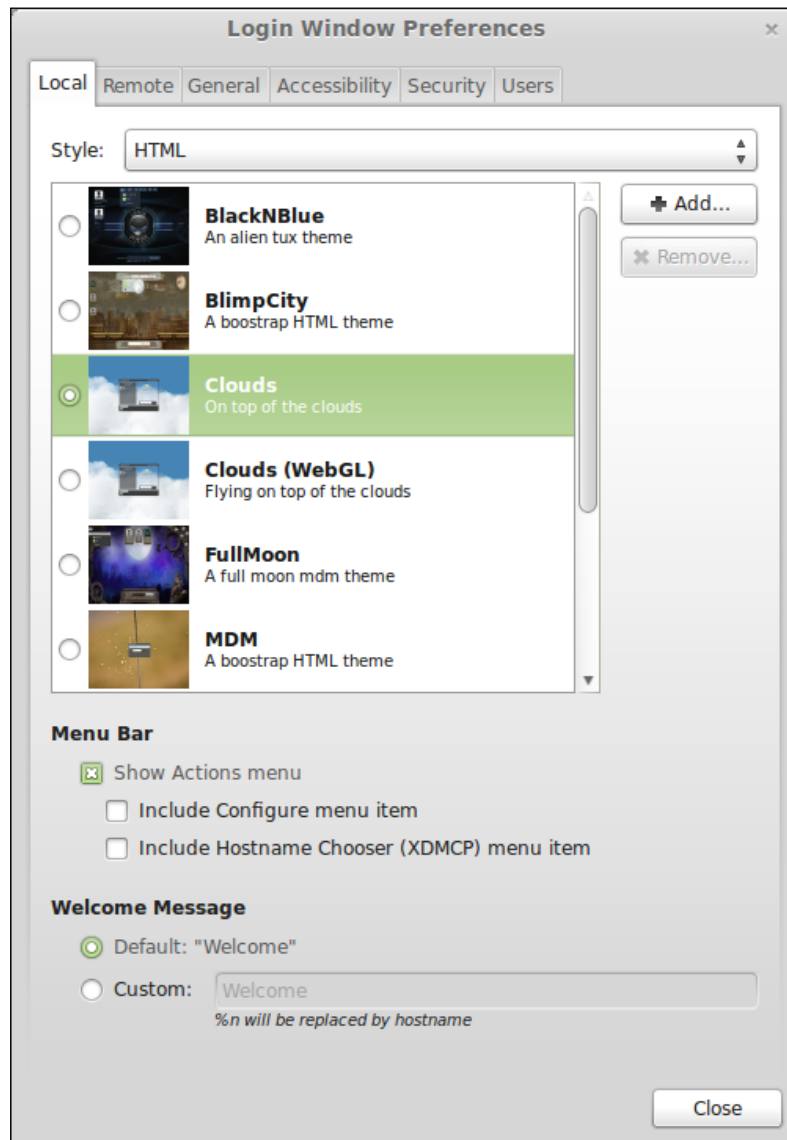 Login Window Preferences
Local Remote General Accessibility Security Users
Style: HTML
BlackNBlue
An alien tux theme
BlimpCity
A boostrap HTML theme
Clouds
On top of the clouds
Clouds (WebGL)
Flying on top of the clouds
FullMoon
A full moon mdm theme
MDM
A boostrap HTML theme
Add...
Remove...
Menu Bar
Show Actions menu
Include Configure menu item
Include Hostname Chooser (XDMCP) menu item
Welcome Message
Default: "Welcome"
Custom: Welcome
%n will be replaced by hostname
Close